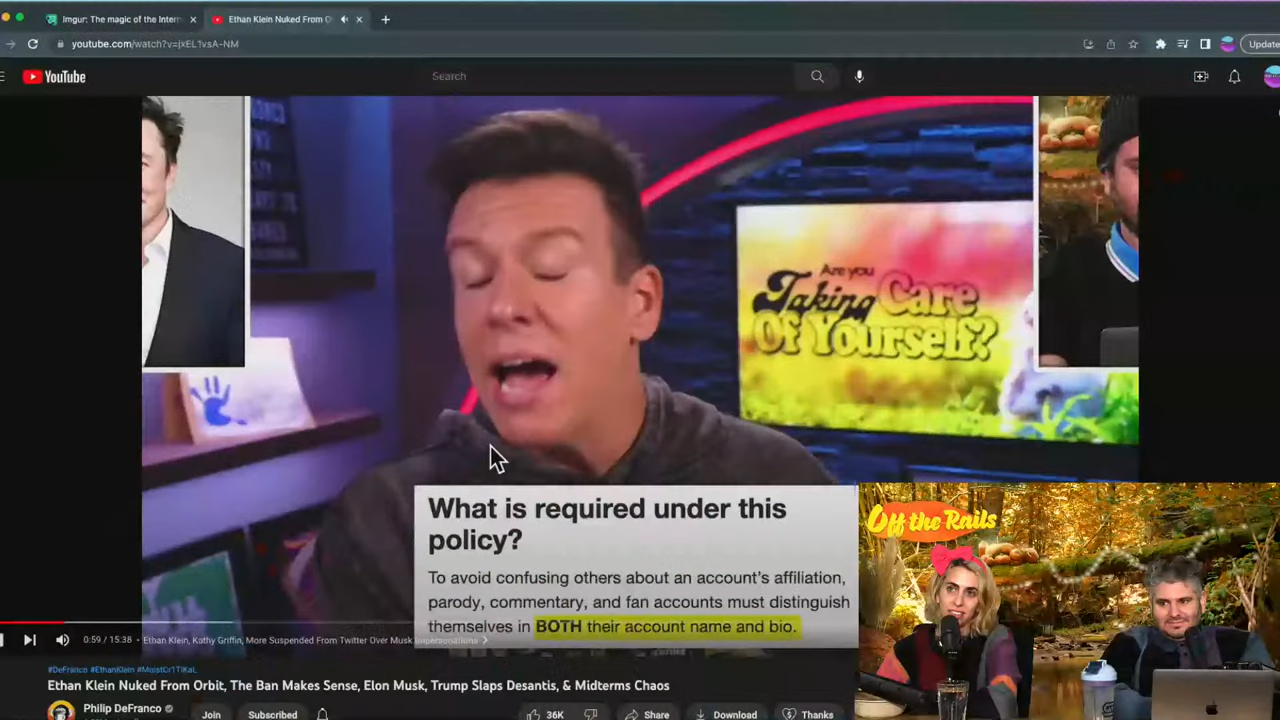 Imgur: The magic of the Intern
Ethan Klein Nuked From O
youtube.com/watch?v=jxEL1vsA-NM
Update
YouTube
Search
Are you
Taking Care
Of Yourself?
What is required under this
policy?
To avoid confusing others about an account's affiliation,
parody, commentary, and fan accounts must distinguish
themselves in BOTH their account name and bio.
Off the Rails
0:59 / 15:38 · Ethan Klein, Kathy Griffin, More Suspended From Twitter Over Musk Impersonations
#DeFranco #EthanKlein #MoistCr1TiKaL
Ethan Klein Nuked From Orbit, The Ban Makes Sense, Elon Musk, Trump Slaps Desantis, & Midterms Chaos
Philip DeFranco
Join
Subscribed
36K
Share
Download
Thanks